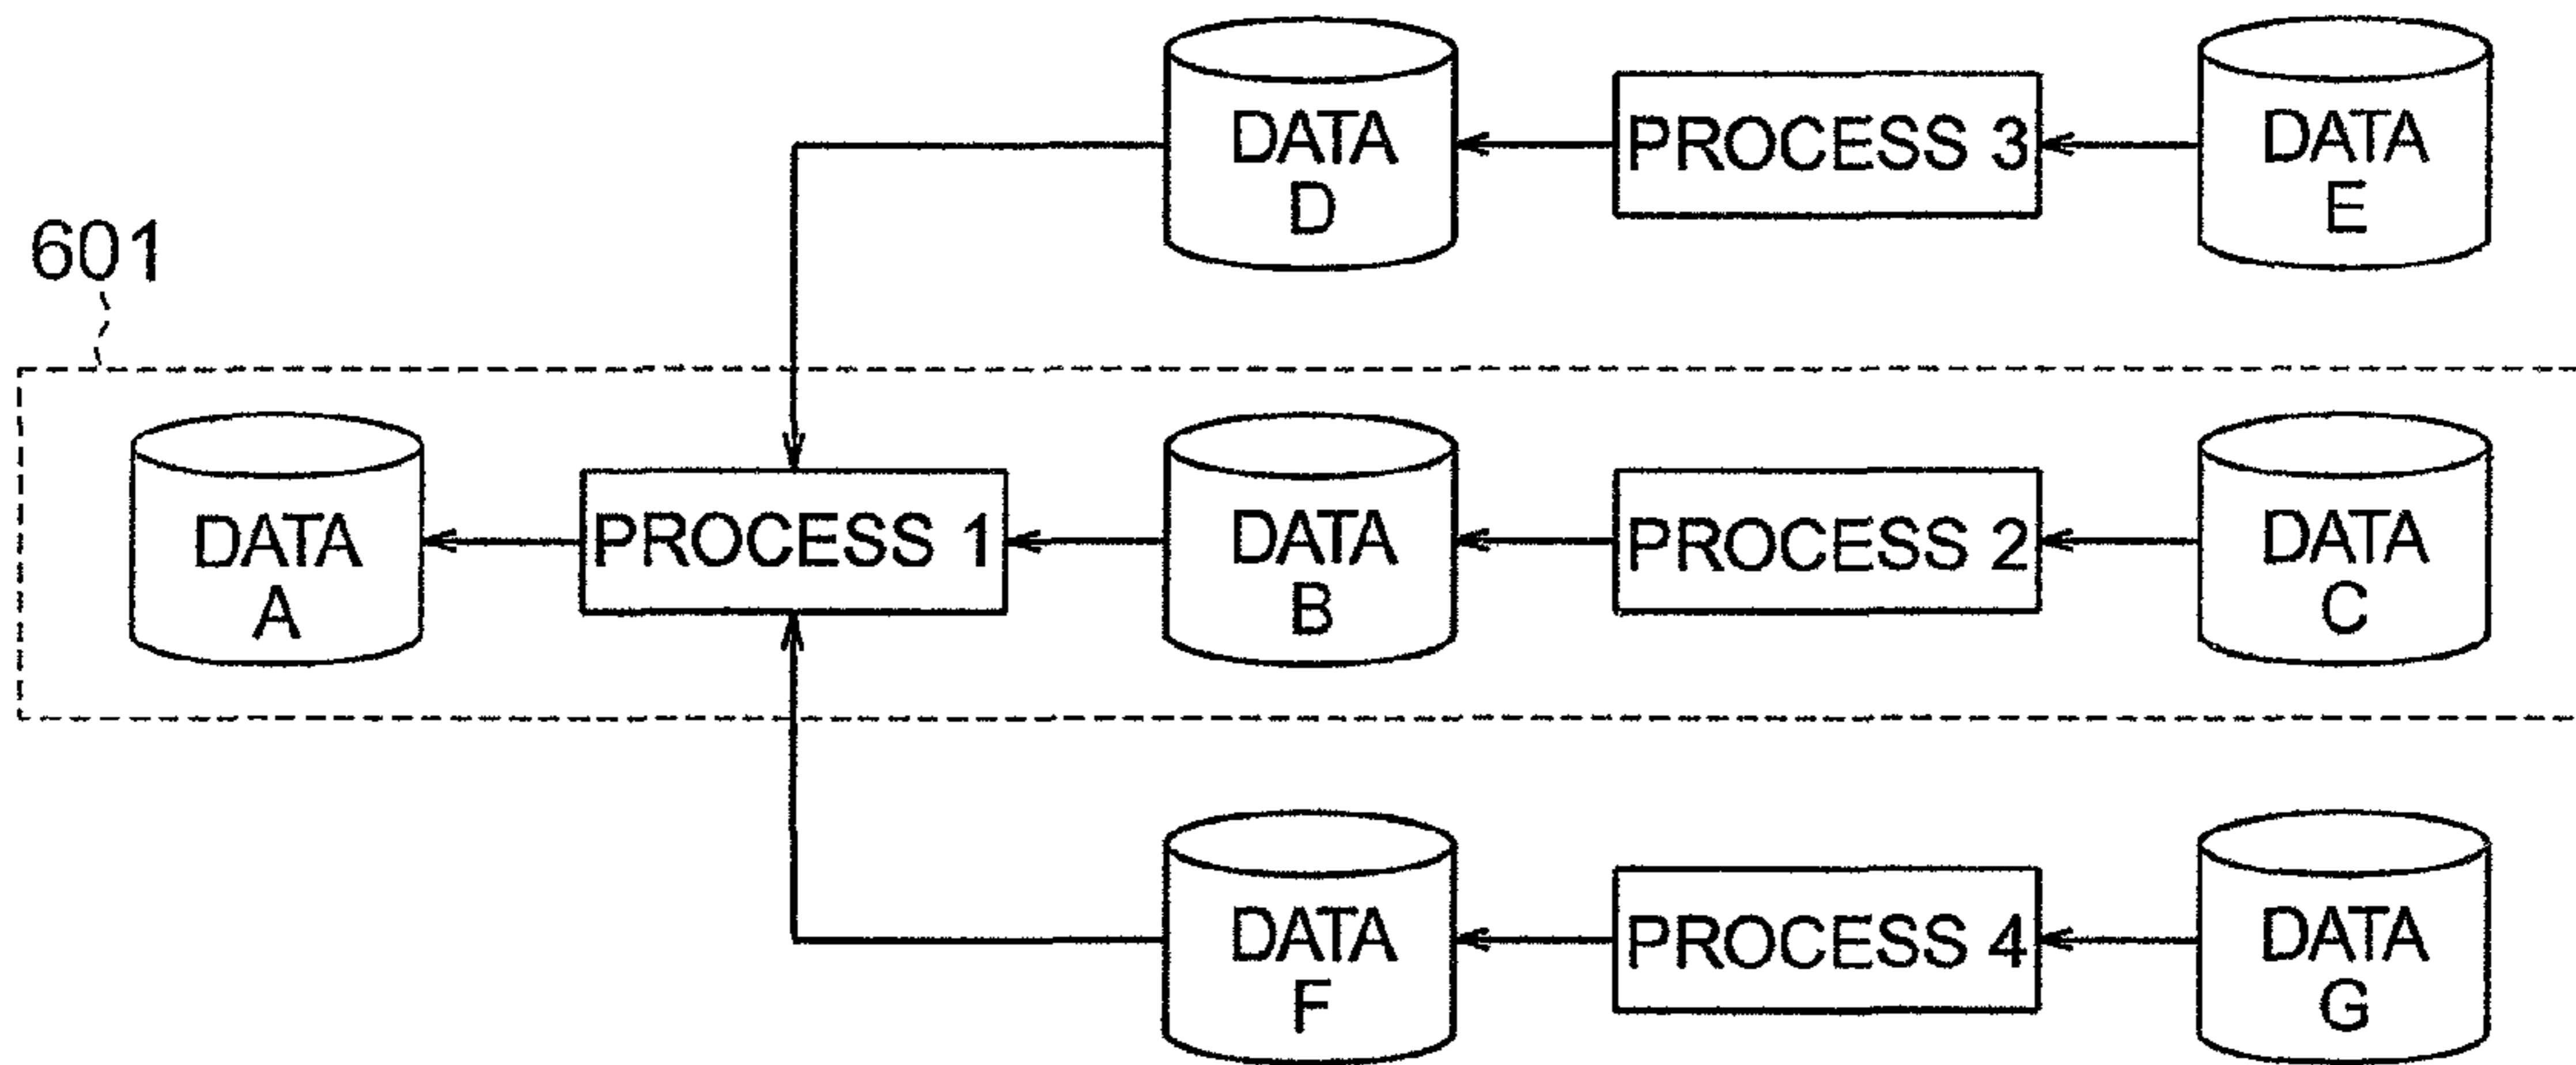 DATA
D
PROCESS 3
DATA
E
601
DATA
A
PROCESS 1
DATA
B
PROCESS 2
DATA
C
DATA
F
PROCESS 4
DATA
G